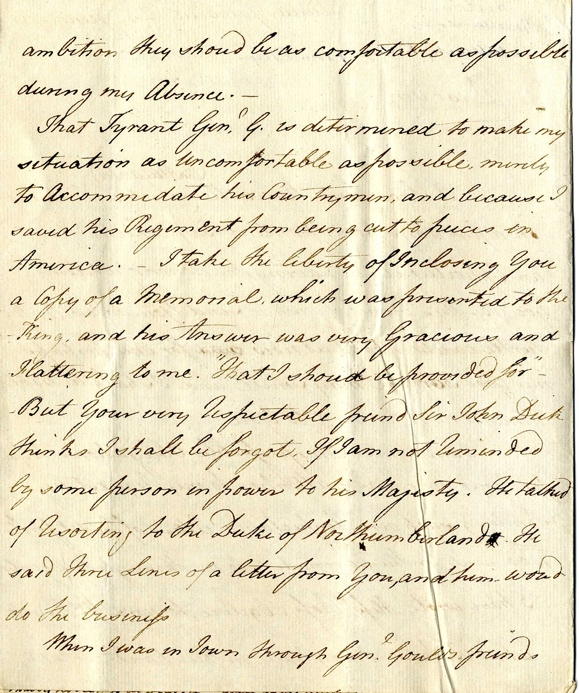 ambition they should be as comfortable as possible
during my Absence. —
That Tyrant Genl. G. is determined to make my
situation as uncomfortable as possible, merely
to Accommodate his Countrymen, and because I
saved his Regiment from being cut to pieces in
America. – I take the liberty of Inclosing You
a Copy of a Memorial, which was presented to the
King, and his Answer was very Gracious and
Flattering to me. "That I should be provided for" –
But Your very respectable friend Sir John Dick
thinks I shall be forgot, If I am not reminded
by some person in power to his Majesty. He talked
of resorting to the Duke of Northumberland. He
said three Lines of a letter from You, and him would
do the business
When I was in Town through Genl. Gould's friends